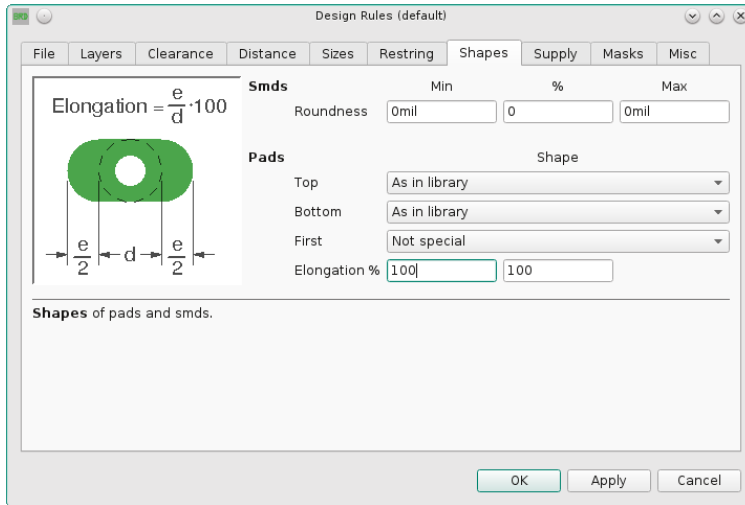 Design Rules (default)
File Layers Clearance Distance Sizes Restring Shapes Supply Masks Misc
Elongation = e/d · 100
e/2 d e/2
Smds Min % Max
Roundness 0mil 0 0mil
Pads Shape
Top As in library
Bottom As in library
First Not special
Elongation % 100 100
Shapes of pads and smds.
OK Apply Cancel